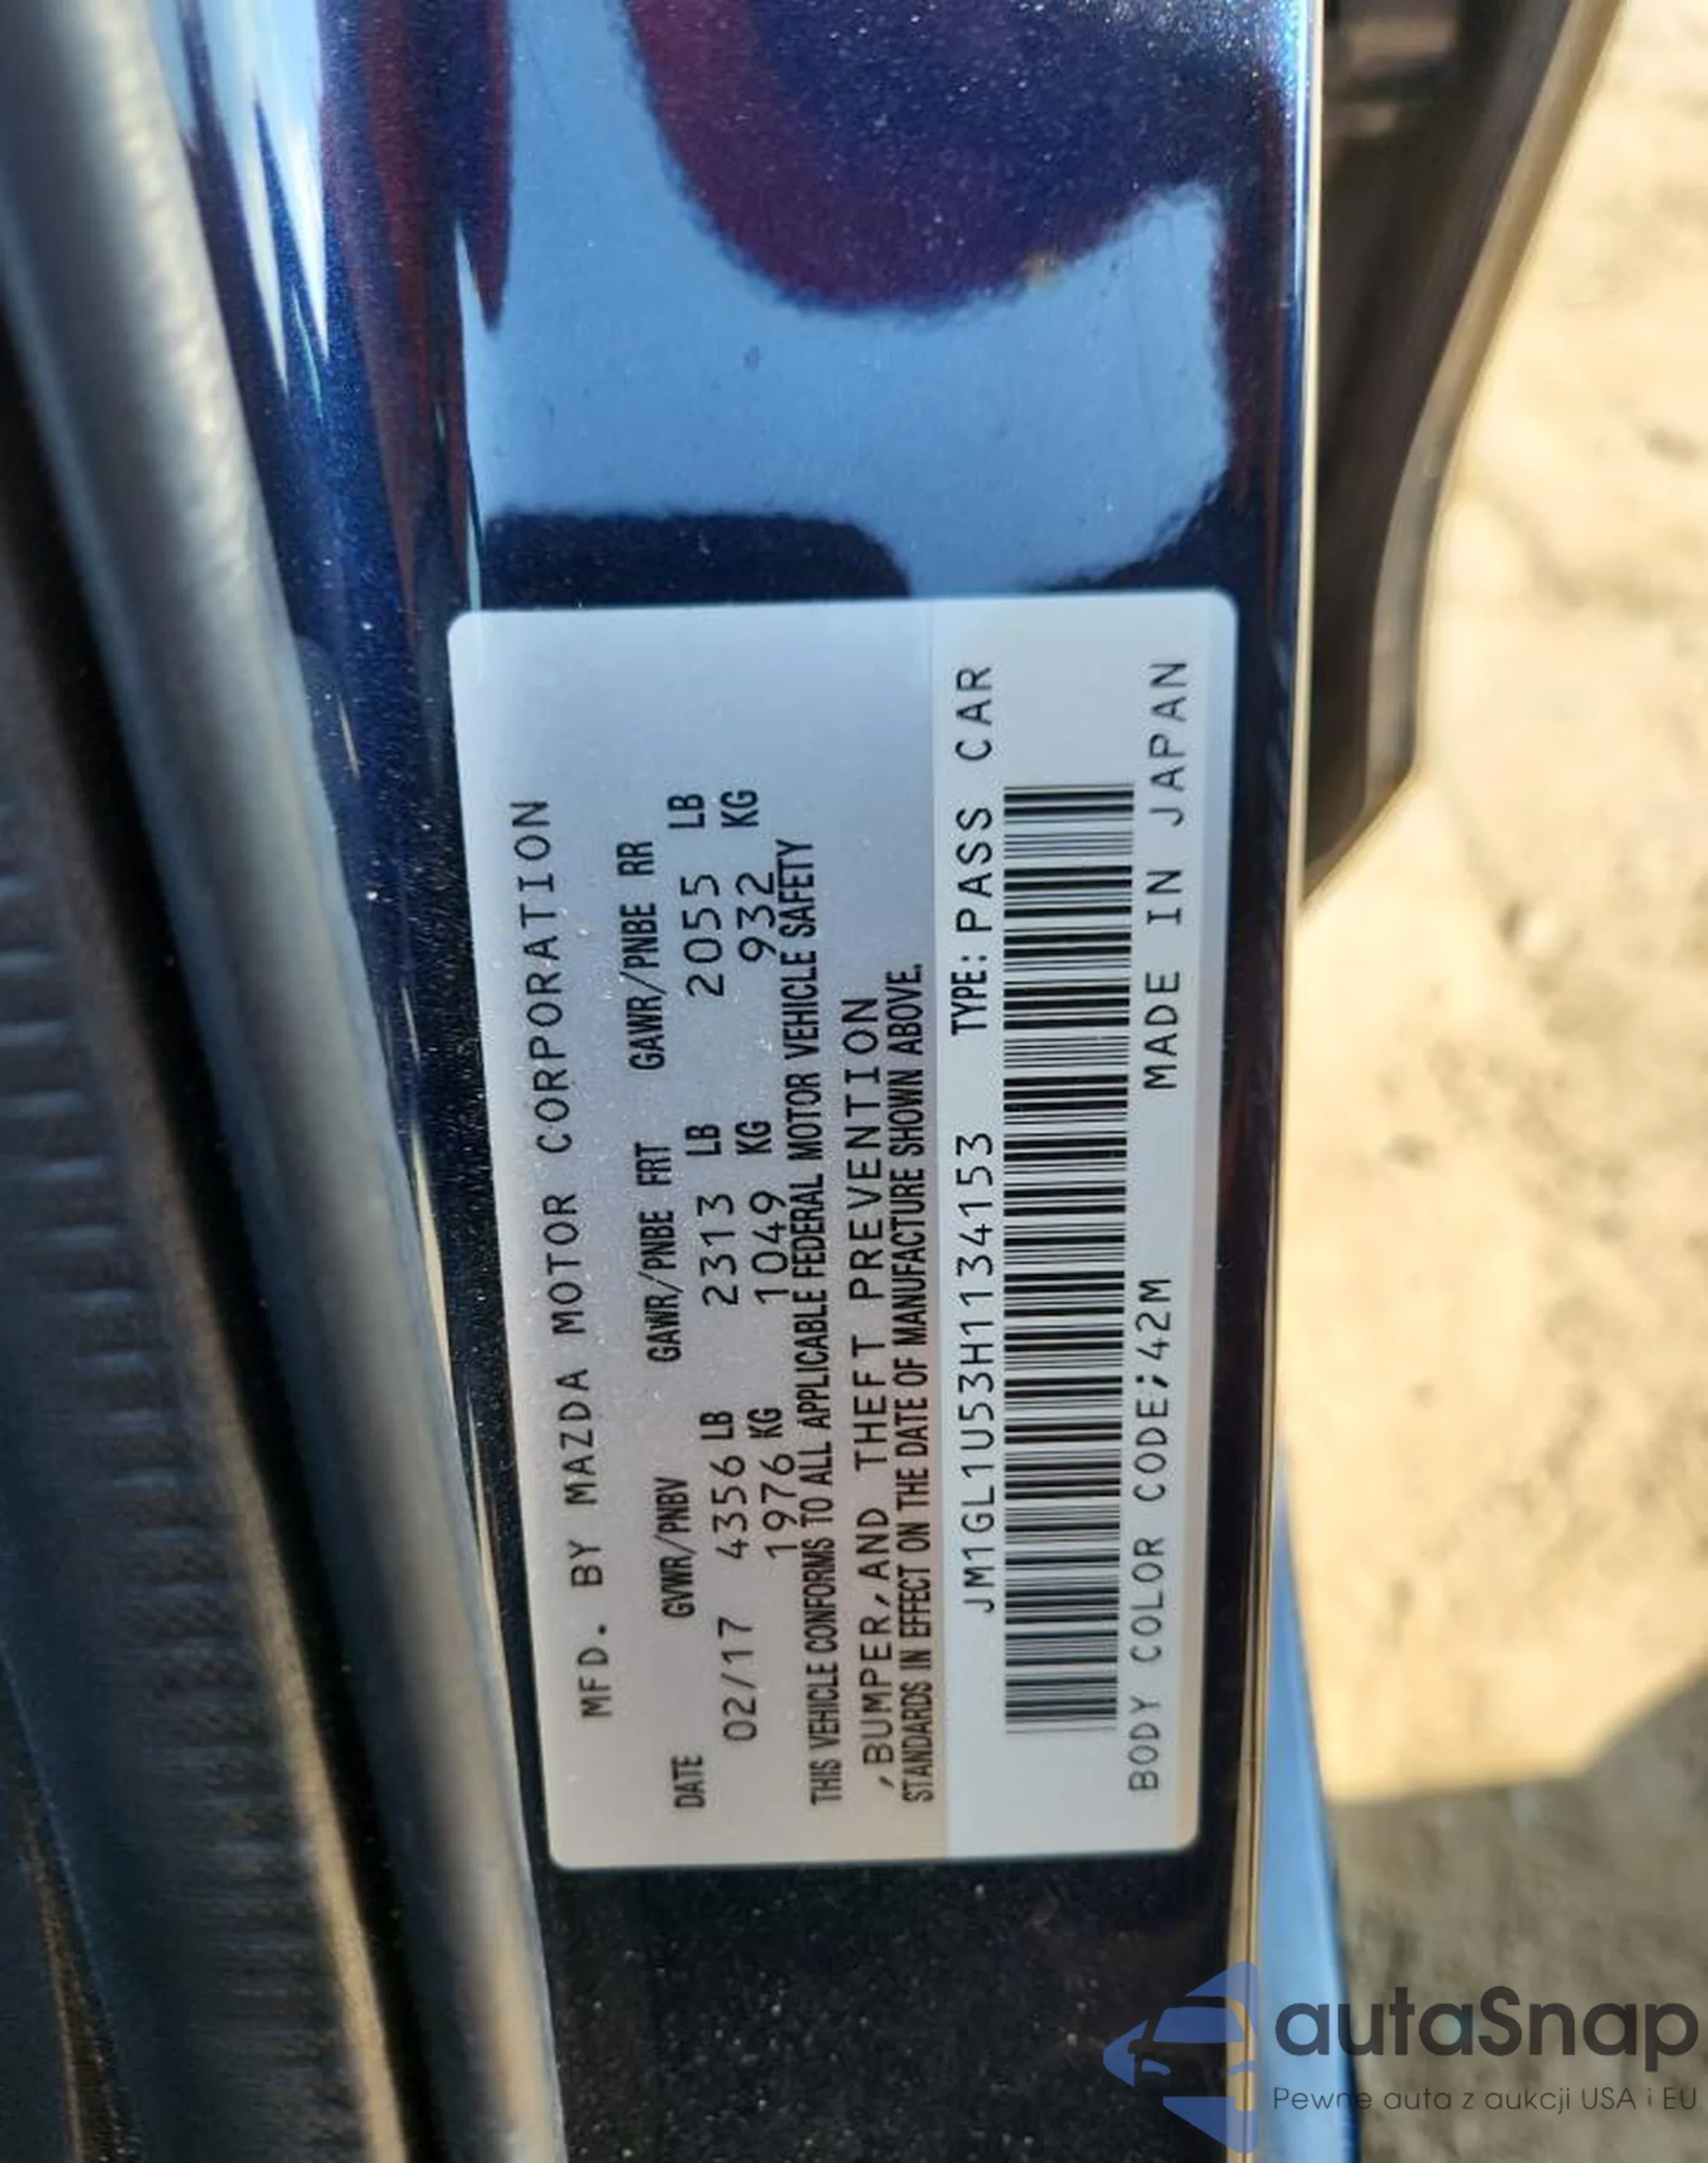 MFD. BY MAZDA MOTOR CORPORATION
DATE GVWR/PNBV GAWR/PNBE FRT GAWR/PNBE RR
02/17 4356 LB 2313 LB 2055 LB
1976 KG 1049 KG 932 KG
THIS VEHICLE CONFORMS TO ALL APPLICABLE FEDERAL MOTOR VEHICLE SAFETY
,BUMPER,AND THEFT PREVENTION
STANDARDS IN EFFECT ON THE DATE OF MANUFACTURE SHOWN ABOVE.
JM1GL1U53H1134153 TYPE:PASS CAR
BODY COLOR CODE;42M MADE IN JAPAN
autaSnap
Pewne auta z aukcji USA i EU